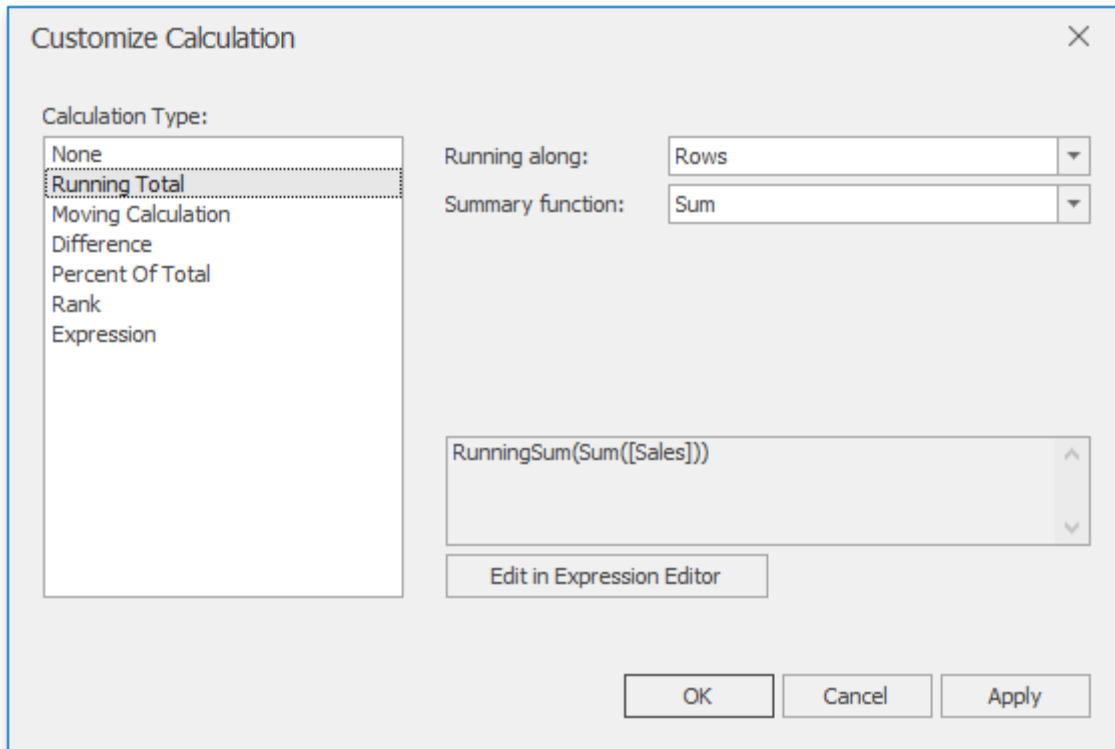 Customize Calculation
Calculation Type:
None
Running Total
Moving Calculation
Difference
Percent Of Total
Rank
Expression
Running along: Rows
Summary function: Sum
RunningSum(Sum([Sales]))
Edit in Expression Editor
OK Cancel Apply